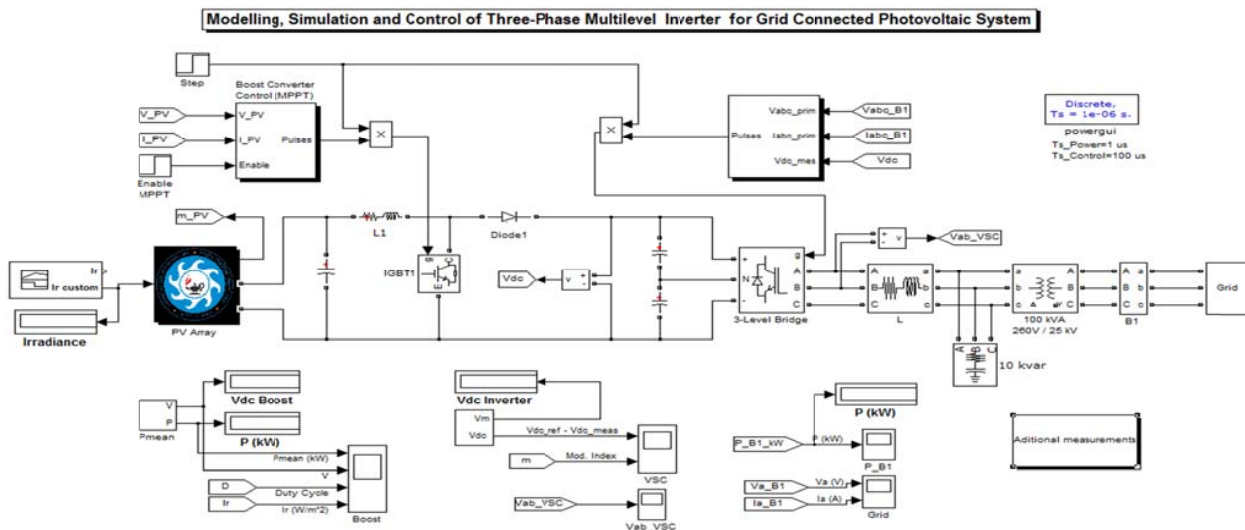 Modelling, Simulation and Control of Three-Phase Multilevel Inverter for Grid Connected Photovoltaic System
Step
Boost Converter
Control (MPPT)
V_PV
I_PV
Enable
MPPT
V_PV
I_PV
Enable
Pulses
×
×
Pulses
Vabc_prim
Iabc_prim
Vdc_mes
Vabc_B1
Iabc_B1
Vdc
Discrete,
Ts = 1e-06 s.
powergui
Ts_Power=1 us
Ts_Control=100 us
m_PV
Ir
Ir custom
Irradiance
PV Array
L1
g
C
E
IGBT1
Diode1
Vdc
+
-
v
g
+
N
-
A
B
C
3-Level Bridge
+
-
v
Vab_VSC
A
B
C
a
b
c
L
A
B
C
10 kvar
a
b
c
A
B
C
100 kVA
260V / 25 kV
A
B
C
a
b
c
B1
Grid
V
P
Pmean
Vdc Boost
P (kW)
Pmean (kW)
V
D
Duty Cycle
Ir
Ir (W/m^2)
Boost
Vdc Inverter
Vm
Vdc
Vdc_ref - Vdc_meas
m
Mod. Index
VSC
Vab_VSC
Vab_VSC
P (kW)
P_B1_kW
P (kW)
P_B1
Va_B1
Va (V)
Ia_B1
Ia (A)
Grid
Aditional measurements